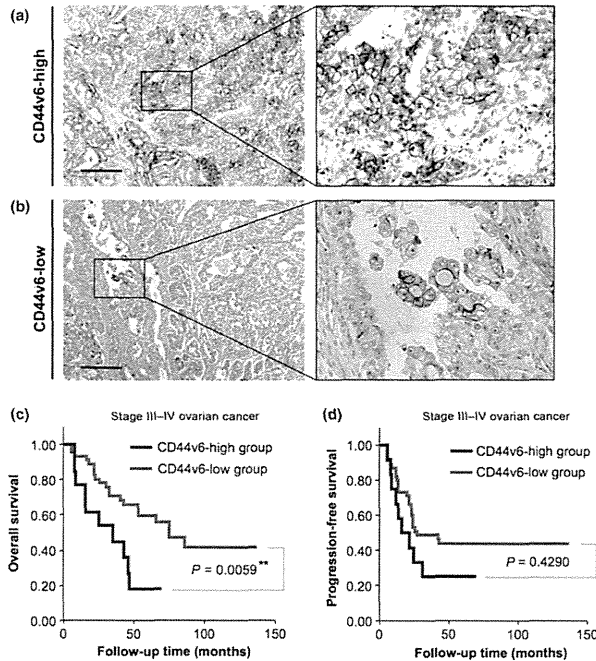 (a)
CD44v6-high
(b)
CD44v6-low
(c)
Stage III–IV ovarian cancer
CD44v6-high group
CD44v6-low group
Overall survival
1.00
0.80
0.60
0.40
0.20
0.00
P = 0.0059**
0 50 100 150
Follow-up time (months)
(d)
Stage III–IV ovarian cancer
CD44v6-high group
CD44v6-low group
Progression-free survival
1.00
0.80
0.60
0.40
0.20
0.00
P = 0.4290
0 50 100 150
Follow-up time (months)